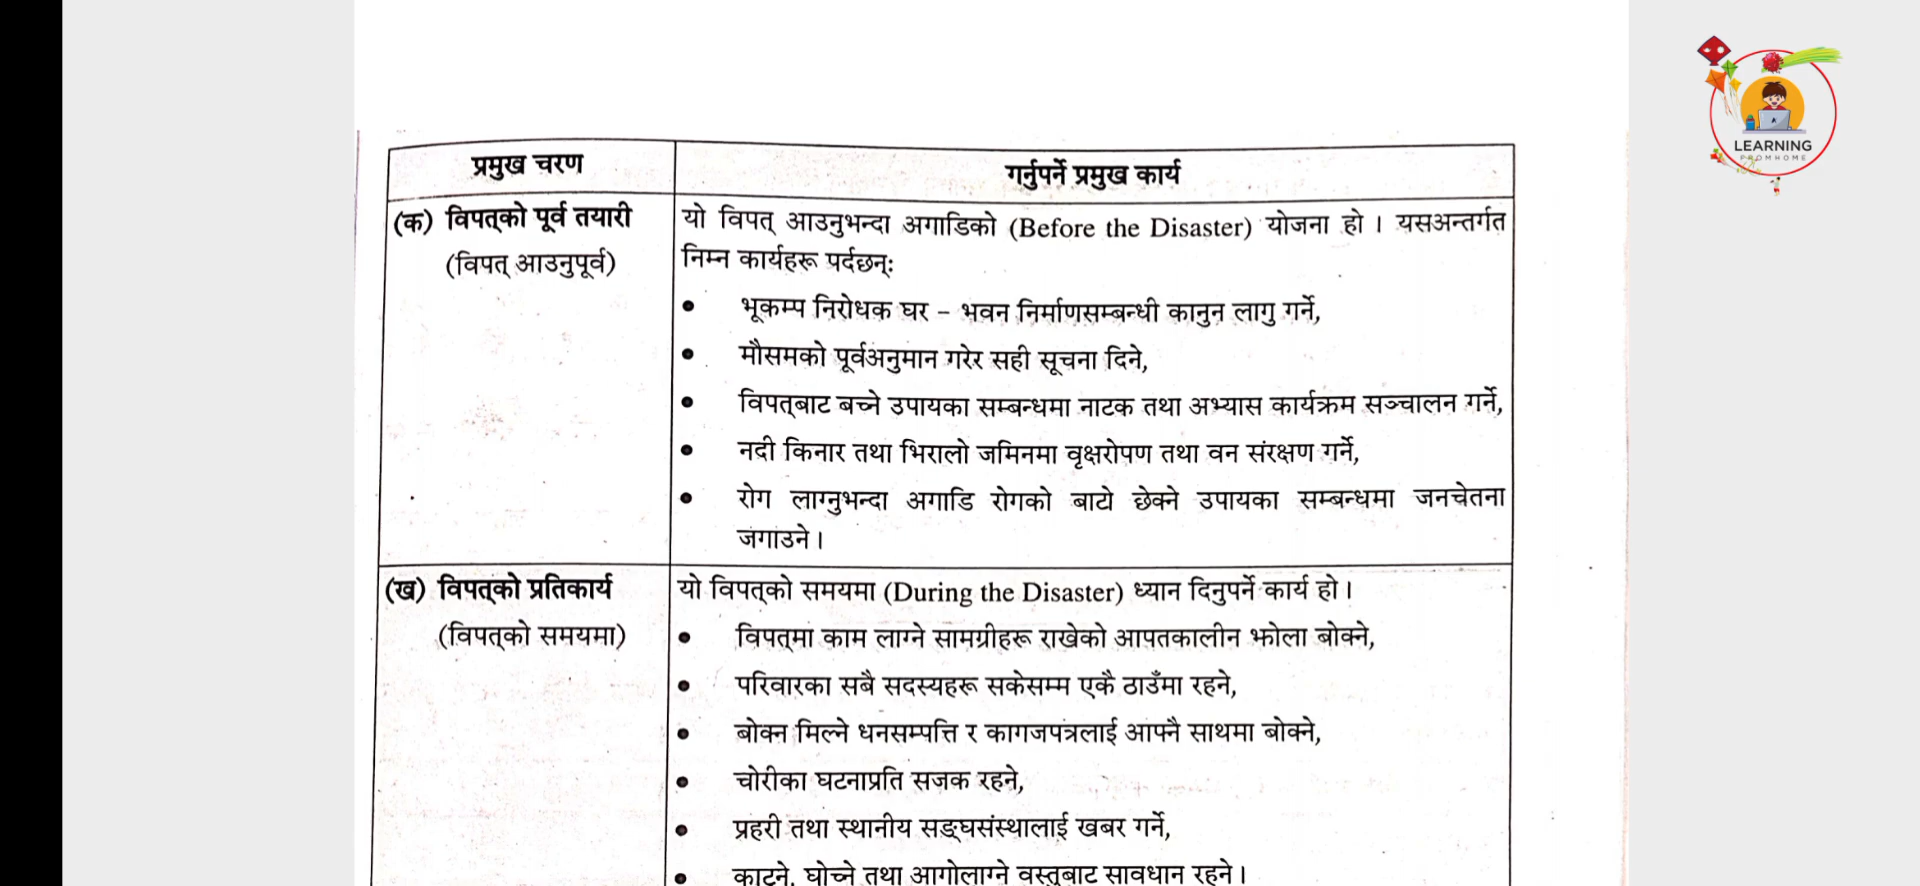 प्रमुख चरण
गर्नुपर्ने प्रमुख कार्य
(क) विपत्को पूर्व तयारी
(विपत् आउनुपूर्व)
यो विपत् आउनुभन्दा अगाडिको (Before the Disaster) योजना हो । यसअन्तर्गत
निम्न कार्यहरू पर्दछन्ः
• भूकम्प निरोधक घर – भवन निर्माणसम्बन्धी कानुन लागु गर्ने,
• मौसमको पूर्वअनुमान गरेर सही सूचना दिने,
• विपत्बाट बच्ने उपायका सम्बन्धमा नाटक तथा अभ्यास कार्यक्रम सञ्चालन गर्ने,
• नदी किनार तथा भिरालो जमिनमा वृक्षरोपण तथा वन संरक्षण गर्ने,
• रोग लाग्नुभन्दा अगाडि रोगको बाटो छेक्ने उपायका सम्बन्धमा जनचेतना
जगाउने ।
(ख) विपत्को प्रतिकार्य
(विपत्को समयमा)
यो विपत्को समयमा (During the Disaster) ध्यान दिनुपर्ने कार्य हो ।
• विपत्मा काम लाग्ने सामग्रीहरू राखेको आपतकालीन झोला बोक्ने,
• परिवारका सबै सदस्यहरू सकेसम्म एकै ठाउँमा रहने,
• बोक्न मिल्ने धनसम्पत्ति र कागजपत्रलाई आफ्नै साथमा बोक्ने,
• चोरीका घटनाप्रति सजक रहने,
• प्रहरी तथा स्थानीय सङ्घसंस्थालाई खबर गर्ने,
• काट्ने, घोच्ने तथा आगोलाग्ने वस्तुबाट सावधान रहने ।
LEARNING
FROMHOME